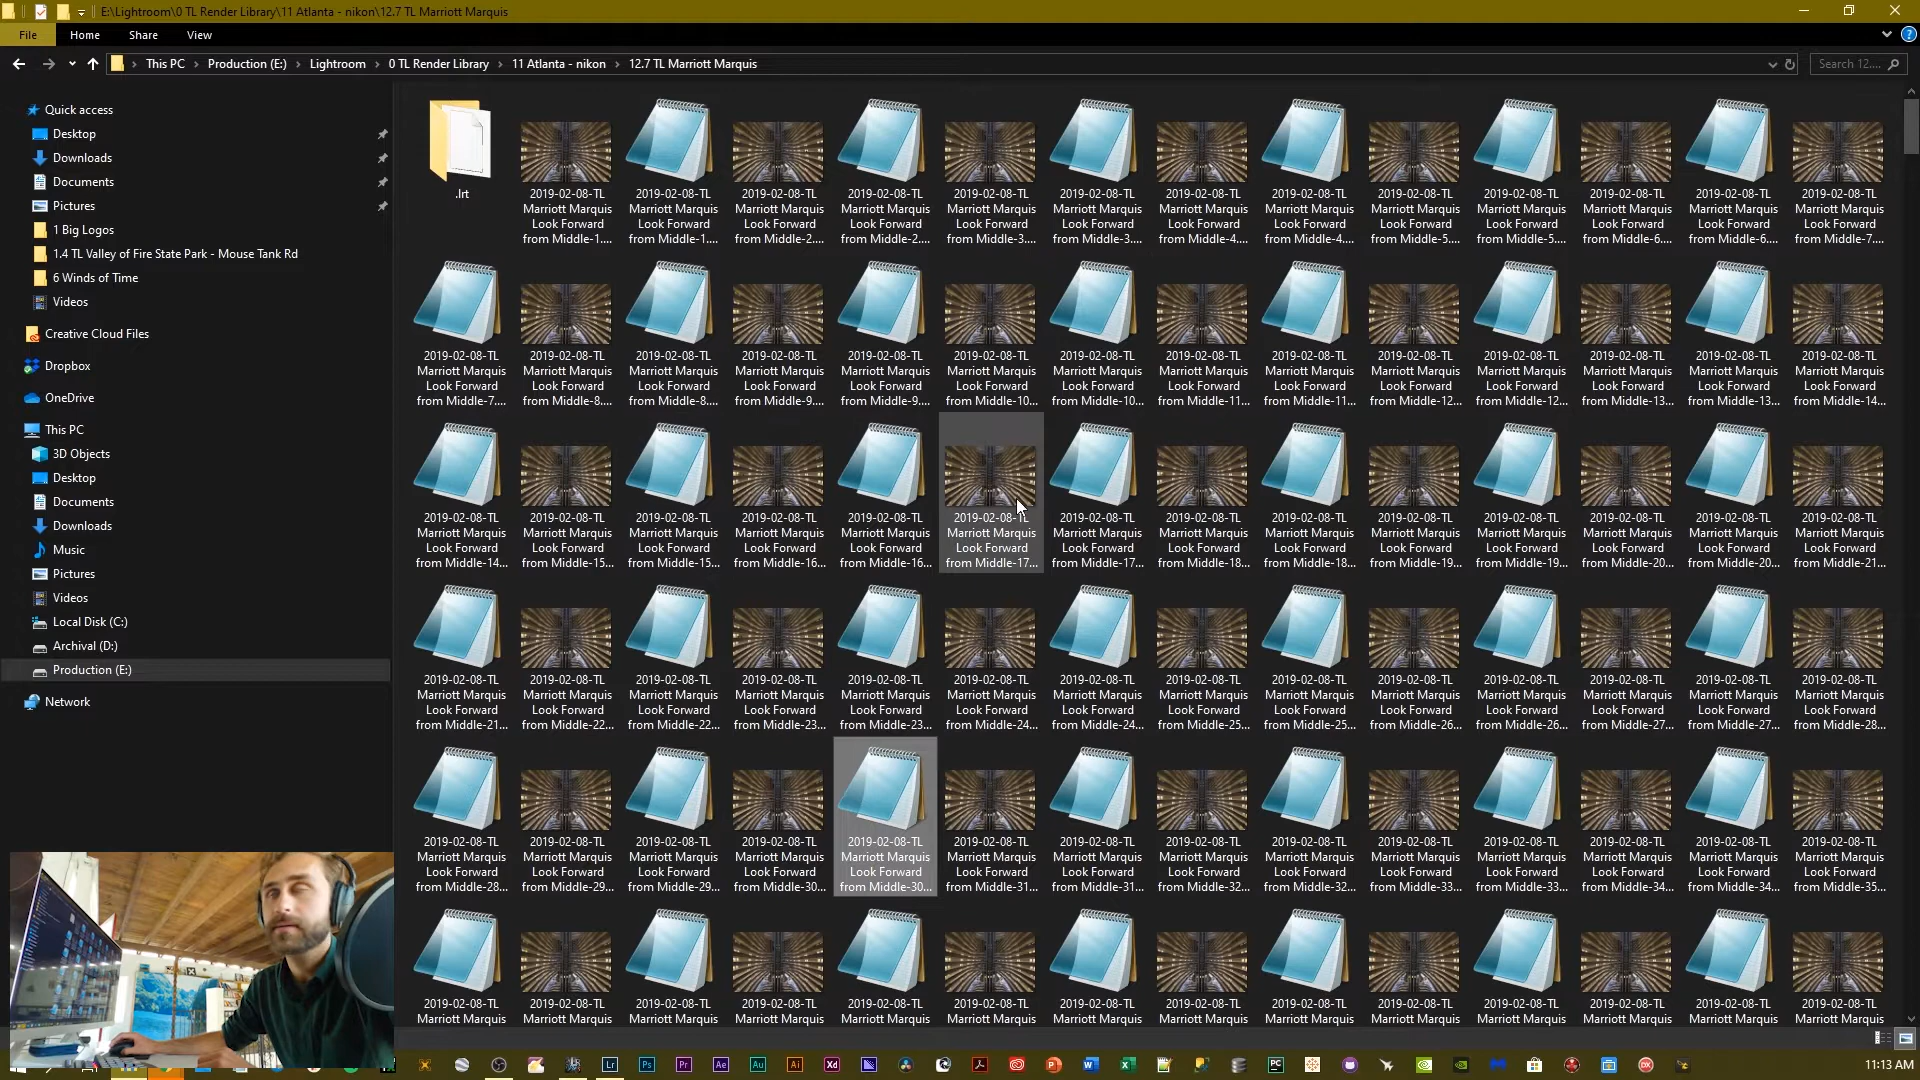 E:\Lightroom\0 TL Render Library\11 Atlanta - nikon\12.7 TL Marriott Marquis
File Home Share View
This PC Production (E:) Lightroom 0 TL Render Library 11 Atlanta - nikon 12.7 TL Marriott Marquis Search 12....
Quick access
Desktop
Downloads
Documents
Pictures
1 Big Logos
1.4 TL Valley of Fire State Park - Mouse Tank Rd
6 Winds of Time
Videos
Creative Cloud Files
Dropbox
OneDrive
This PC
3D Objects
Desktop
Documents
Downloads
Music
Pictures
Videos
Local Disk (C:)
Archival (D:)
Production (E:)
Network
.lrt
2019-02-08-TL 2019-02-08-TL 2019-02-08-TL 2019-02-08-TL 2019-02-08-TL 2019-02-08-TL 2019-02-08-TL 2019-02-08-TL 2019-02-08-TL 2019-02-08-TL 2019-02-08-TL 2019-02-08-TL 2019-02-08-TL
Marriott Marquis Marriott Marquis Marriott Marquis Marriott Marquis Marriott Marquis Marriott Marquis Marriott Marquis Marriott Marquis Marriott Marquis Marriott Marquis Marriott Marquis Marriott Marquis Marriott Marquis
Look Forward Look Forward Look Forward Look Forward Look Forward Look Forward Look Forward Look Forward Look Forward Look Forward Look Forward Look Forward Look Forward
from Middle-1.... from Middle-1.... from Middle-2.... from Middle-2.... from Middle-3.... from Middle-3.... from Middle-4.... from Middle-4.... from Middle-5.... from Middle-5.... from Middle-6.... from Middle-6.... from Middle-7....
2019-02-08-TL 2019-02-08-TL 2019-02-08-TL 2019-02-08-TL 2019-02-08-TL 2019-02-08-TL 2019-02-08-TL 2019-02-08-TL 2019-02-08-TL 2019-02-08-TL 2019-02-08-TL 2019-02-08-TL 2019-02-08-TL 2019-02-08-TL
Marriott Marquis Marriott Marquis Marriott Marquis Marriott Marquis Marriott Marquis Marriott Marquis Marriott Marquis Marriott Marquis Marriott Marquis Marriott Marquis Marriott Marquis Marriott Marquis Marriott Marquis Marriott Marquis
Look Forward Look Forward Look Forward Look Forward Look Forward Look Forward Look Forward Look Forward Look Forward Look Forward Look Forward Look Forward Look Forward Look Forward
from Middle-7.... from Middle-8.... from Middle-8.... from Middle-9.... from Middle-9.... from Middle-10... from Middle-10... from Middle-11... from Middle-11... from Middle-12... from Middle-12... from Middle-13... from Middle-13... from Middle-14...
2019-02-08-TL 2019-02-08-TL 2019-02-08-TL 2019-02-08-TL 2019-02-08-TL 2019-02-08-TL 2019-02-08-TL 2019-02-08-TL 2019-02-08-TL 2019-02-08-TL 2019-02-08-TL 2019-02-08-TL 2019-02-08-TL 2019-02-08-TL
Marriott Marquis Marriott Marquis Marriott Marquis Marriott Marquis Marriott Marquis Marriott Marquis Marriott Marquis Marriott Marquis Marriott Marquis Marriott Marquis Marriott Marquis Marriott Marquis Marriott Marquis Marriott Marquis
Look Forward Look Forward Look Forward Look Forward Look Forward Look Forward Look Forward Look Forward Look Forward Look Forward Look Forward Look Forward Look Forward Look Forward
from Middle-14... from Middle-15... from Middle-15... from Middle-16... from Middle-16... from Middle-17... from Middle-17... from Middle-18... from Middle-18... from Middle-19... from Middle-19... from Middle-20... from Middle-20... from Middle-21...
2019-02-08-TL 2019-02-08-TL 2019-02-08-TL 2019-02-08-TL 2019-02-08-TL 2019-02-08-TL 2019-02-08-TL 2019-02-08-TL 2019-02-08-TL 2019-02-08-TL 2019-02-08-TL 2019-02-08-TL 2019-02-08-TL 2019-02-08-TL
Marriott Marquis Marriott Marquis Marriott Marquis Marriott Marquis Marriott Marquis Marriott Marquis Marriott Marquis Marriott Marquis Marriott Marquis Marriott Marquis Marriott Marquis Marriott Marquis Marriott Marquis Marriott Marquis
Look Forward Look Forward Look Forward Look Forward Look Forward Look Forward Look Forward Look Forward Look Forward Look Forward Look Forward Look Forward Look Forward Look Forward
from Middle-21... from Middle-22... from Middle-22... from Middle-23... from Middle-23... from Middle-24... from Middle-24... from Middle-25... from Middle-25... from Middle-26... from Middle-26... from Middle-27... from Middle-27... from Middle-28...
2019-02-08-TL 2019-02-08-TL 2019-02-08-TL 2019-02-08-TL 2019-02-08-TL 2019-02-08-TL 2019-02-08-TL 2019-02-08-TL 2019-02-08-TL 2019-02-08-TL 2019-02-08-TL 2019-02-08-TL 2019-02-08-TL 2019-02-08-TL
Marriott Marquis Marriott Marquis Marriott Marquis Marriott Marquis Marriott Marquis Marriott Marquis Marriott Marquis Marriott Marquis Marriott Marquis Marriott Marquis Marriott Marquis Marriott Marquis Marriott Marquis Marriott Marquis
Look Forward Look Forward Look Forward Look Forward Look Forward Look Forward Look Forward Look Forward Look Forward Look Forward Look Forward Look Forward Look Forward Look Forward
from Middle-28... from Middle-29... from Middle-29... from Middle-30... from Middle-30... from Middle-31... from Middle-31... from Middle-32... from Middle-32... from Middle-33... from Middle-33... from Middle-34... from Middle-34... from Middle-35...
2019-02-08-TL 2019-02-08-TL 2019-02-08-TL 2019-02-08-TL 2019-02-08-TL 2019-02-08-TL 2019-02-08-TL 2019-02-08-TL 2019-02-08-TL 2019-02-08-TL 2019-02-08-TL 2019-02-08-TL 2019-02-08-TL 2019-02-08-TL
Marriott Marquis Marriott Marquis Marriott Marquis Marriott Marquis Marriott Marquis Marriott Marquis Marriott Marquis Marriott Marquis Marriott Marquis Marriott Marquis Marriott Marquis Marriott Marquis Marriott Marquis Marriott Marquis
Lr Ps Pr Ae Au Ai Xd PC 11:13 AM